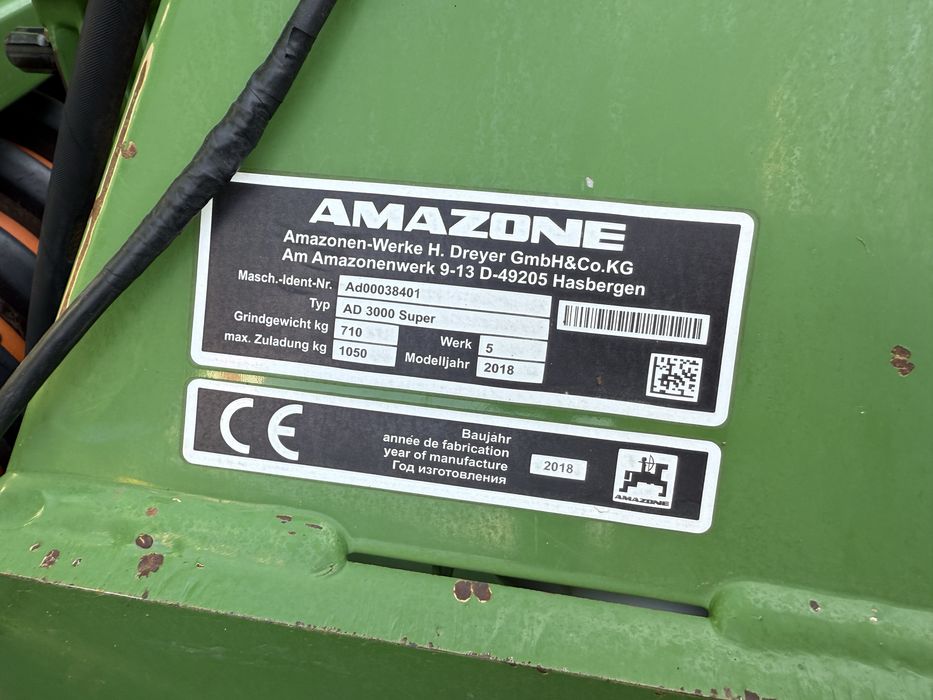 AMAZONE
Amazonen-Werke H. Dreyer GmbH&Co.KG
Am Amazonenwerk 9-13 D-49205 Hasbergen
Masch.-Ident-Nr. Ad00038401
Typ AD 3000 Super
Grindgewicht kg 710 Werk 5
max. Zuladung kg 1050 Modelljahr 2018
CE
Baujahr
année de fabrication
year of manufacture 2018
Год изготовления
AMAZONE